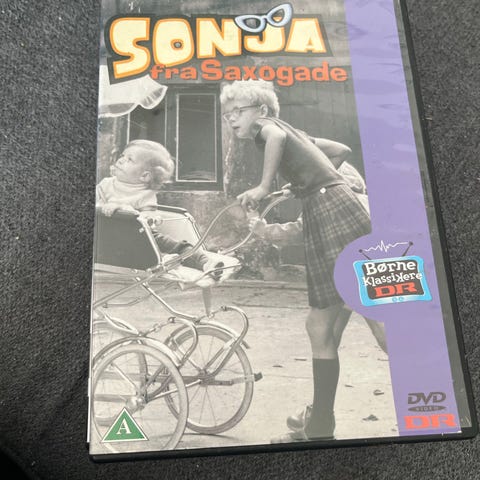 SONJA
fra Saxogade
Børne
Klassikere
DR
A
DVD
VIDEO
DR